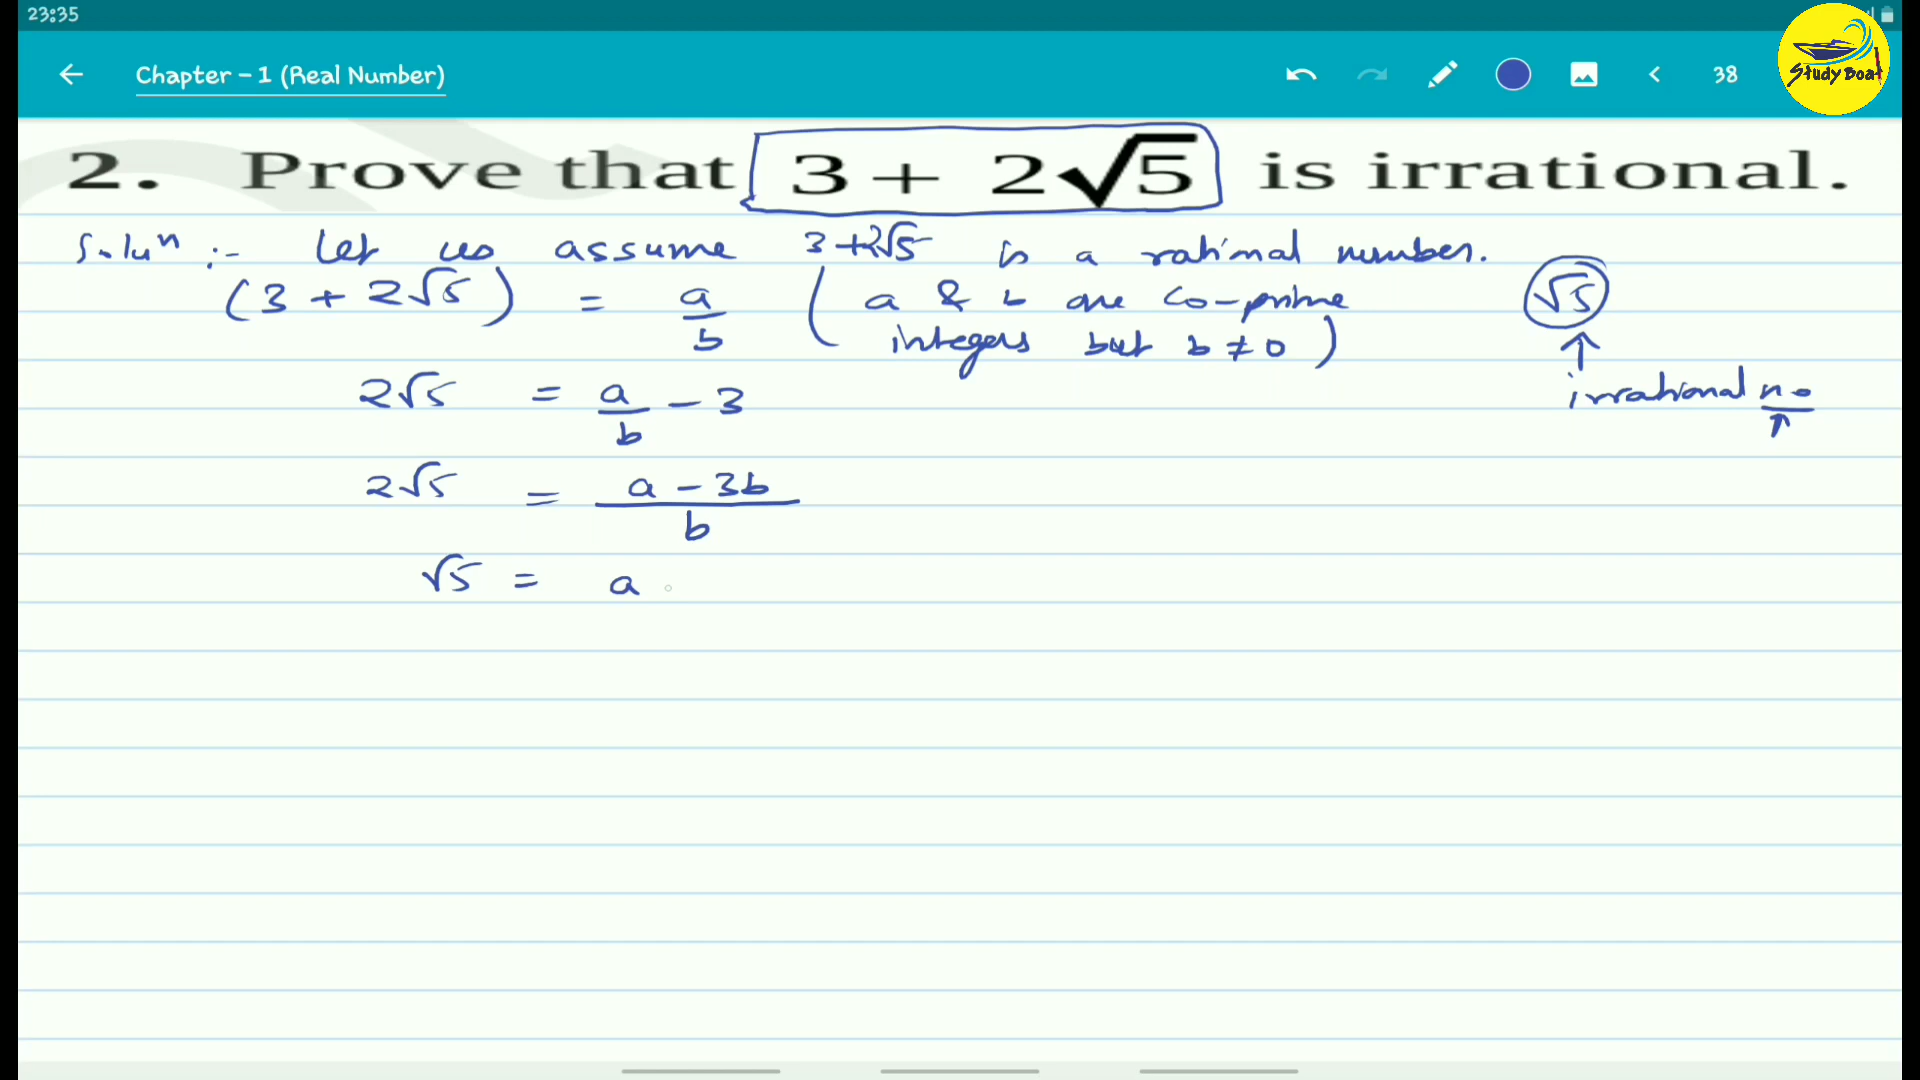 23:35
Chapter – 1 (Real Number)
38
Study Boat
2. Prove that 3 + 2√5 is irrational.
Soluⁿ :- Let us assume 3+2√5 is a rational number.
(3 + 2√5) = a/b ( a & b are co-prime integers but b ≠ 0 )
√5
↑
irrational no
↑
2√5 = a/b – 3
2√5 = a – 3b / b
√5 = a